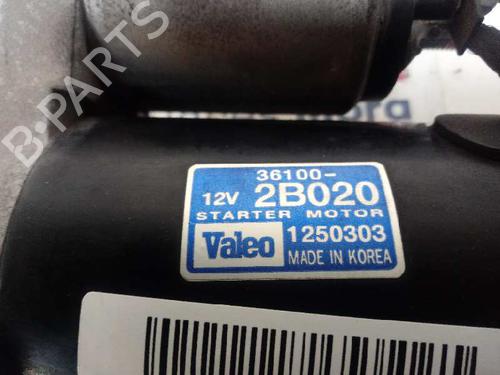 B-PARTS
36100-
12V 2B020
STARTER MOTOR
Valeo 1250303
MADE IN KOREA